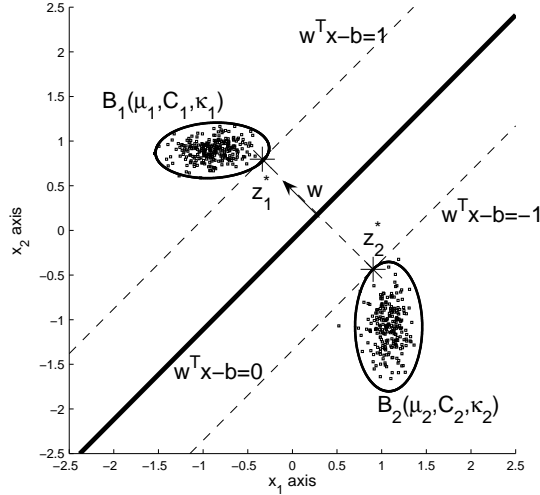 2.5
2
1.5
1
0.5
0
−0.5
−1
−1.5
−2
−2.5
x₂ axis
wᵀx−b=1
B₁(μ₁,C₁,κ₁)
z₁*
w
wᵀx−b=−1
z₂*
wᵀx−b=0
B₂(μ₂,C₂,κ₂)
−2.5 −2 −1.5 −1 −0.5 0 0.5 1 1.5 2 2.5
x₁ axis